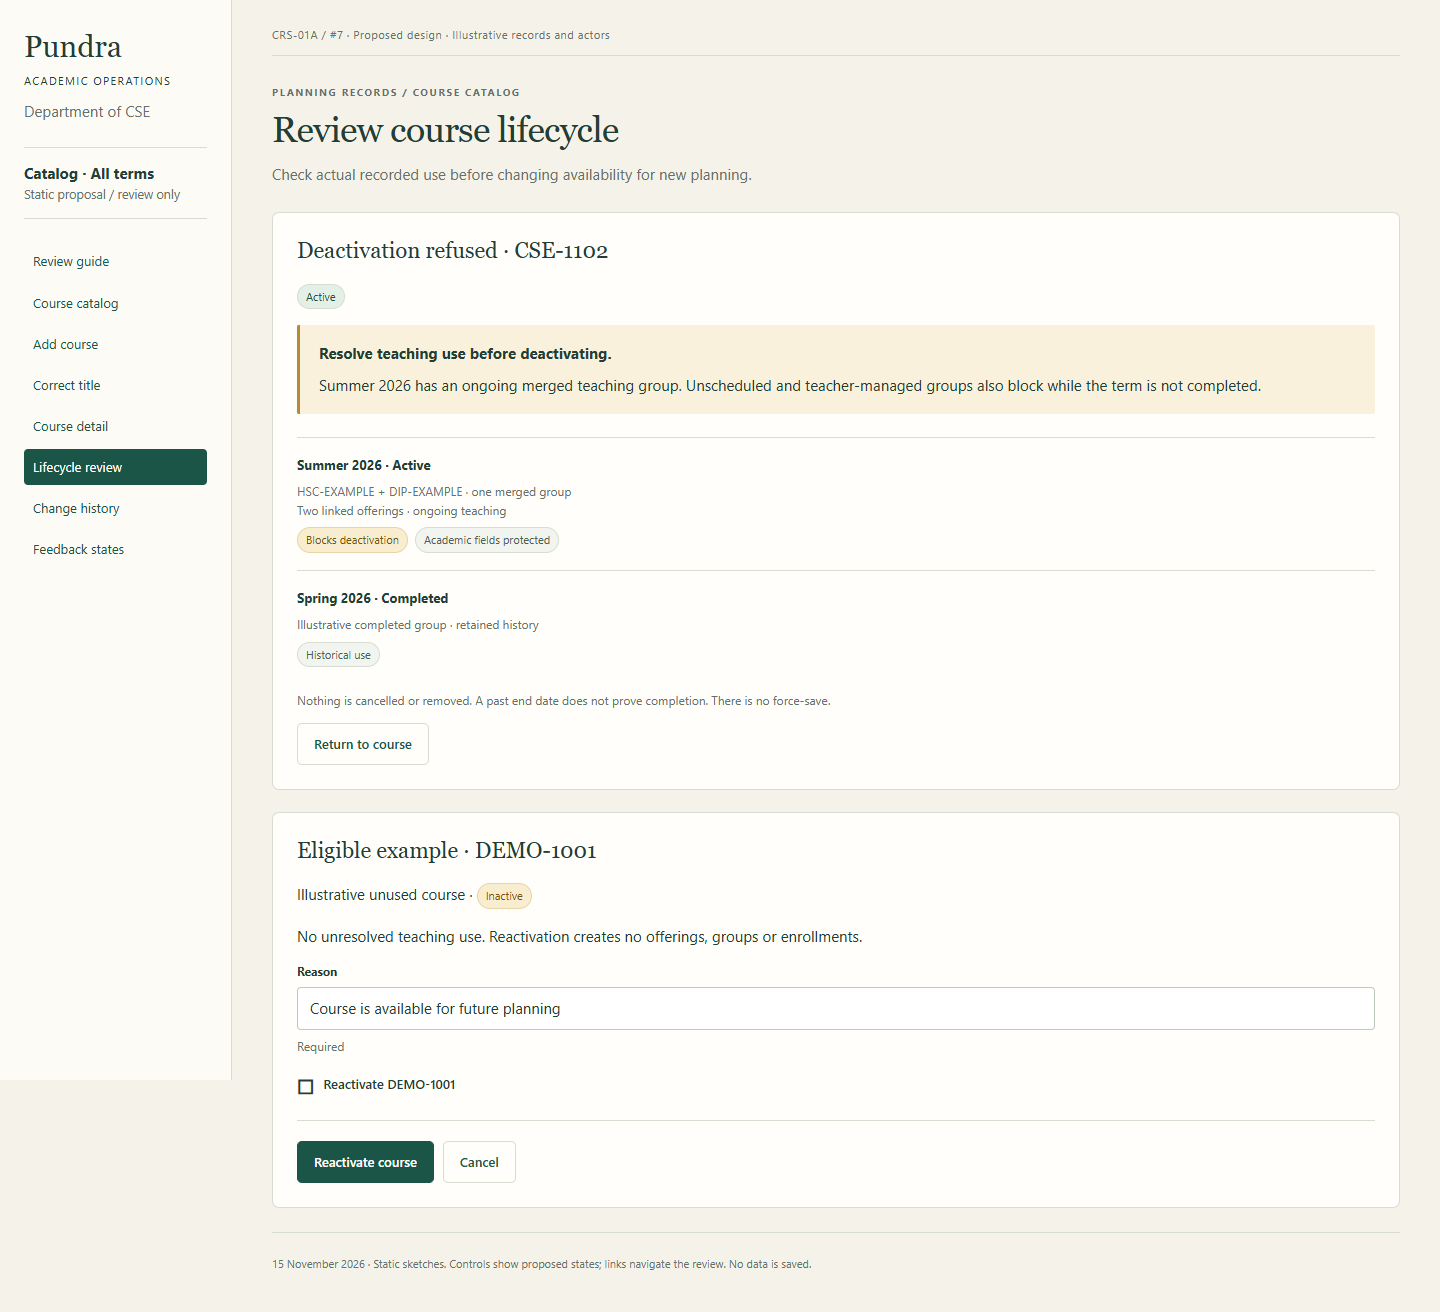 Pundra
ACADEMIC OPERATIONS
Department of CSE
Catalog · All terms
Static proposal / review only
Review guide
Course catalog
Add course
Correct title
Course detail
Lifecycle review
Change history
Feedback states
CRS-01A / #7 · Proposed design · Illustrative records and actors
PLANNING RECORDS / COURSE CATALOG
Review course lifecycle
Check actual recorded use before changing availability for new planning.
Deactivation refused · CSE-1102
Active
Resolve teaching use before deactivating.
Summer 2026 has an ongoing merged teaching group. Unscheduled and teacher-managed groups also block while the term is not completed.
Summer 2026 · Active
HSC-EXAMPLE + DIP-EXAMPLE · one merged group
Two linked offerings · ongoing teaching
Blocks deactivation Academic fields protected
Spring 2026 · Completed
Illustrative completed group · retained history
Historical use
Nothing is cancelled or removed. A past end date does not prove completion. There is no force-save.
Return to course
Eligible example · DEMO-1001
Illustrative unused course · Inactive
No unresolved teaching use. Reactivation creates no offerings, groups or enrollments.
Reason
Course is available for future planning
Required
Reactivate DEMO-1001
Reactivate course Cancel
15 November 2026 · Static sketches. Controls show proposed states; links navigate the review. No data is saved.